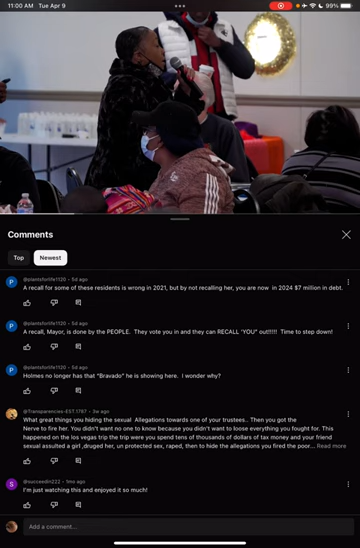 11:00 AM Tue Apr 9
99%
Comments
Top
Newest
@plantsforlife1120 • 5d ago
A recall for some of these residents is wrong in 2021, but by not recalling her, you are now in 2024 $7 million in debt.
@plantsforlife1120 • 5d ago
A recall, Mayor, is done by the PEOPLE. They vote you in and they can RECALL "YOU" out!!!!! Time to step down!
@plantsforlife1120 • 5d ago
Holmes no longer has that "Bravado" he is showing here. I wonder why?
@Transparencies-EST.1787 • 3w ago
What great things you hiding the sexual Allegations towards one of your trustees.. Then you got the
Nerve to fire her. You didn't want no one to know because you didn't want to loose everything you fought for. This
happened on the los vegas trip the trip were you spend tens of thousands of dollars of tax money and your friend
sexual assulted a girl ,druged her, un protected sex, raped, then to hide the allegations you fired the poor... Read more
@succesdin222 • 1mo ago
I'm just watching this and enjoyed it so much!
Add a comment...
P
P
P
S